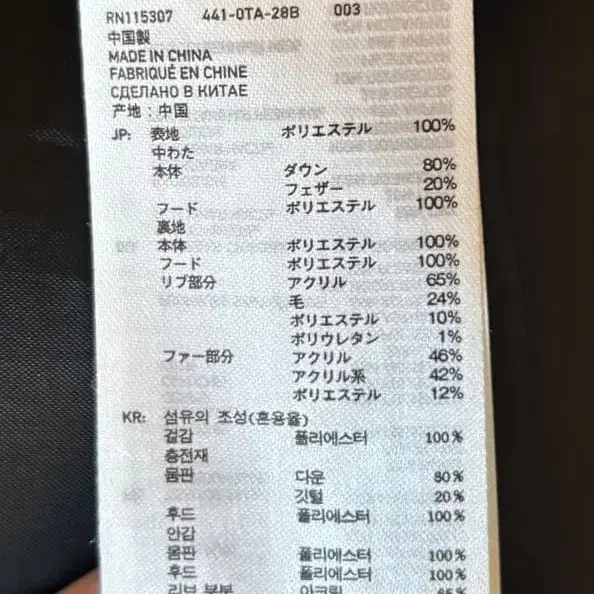 RN115307 441-0TA-28B 003
中国製
MADE IN CHINA
FABRIQUÉ EN CHINE
СДЕЛАНО В КИТАЕ
产地：中国
JP: 表地 ポリエステル 100%
中わた
本体 ダウン 80%
フェザー 20%
フード ポリエステル 100%
裏地
本体 ポリエステル 100%
フード ポリエステル 100%
リブ部分 アクリル 65%
毛 24%
ポリエステル 10%
ポリウレタン 1%
ファー部分 アクリル 46%
アクリル系 42%
ポリエステル 12%
KR: 섬유의 조성(혼용율)
겉감 폴리에스터 100%
충전재
몸판 다운 80%
깃털 20%
후드 폴리에스터 100%
안감
몸판 폴리에스터 100%
후드 폴리에스터 100%
리브 부분 아크릴 65%